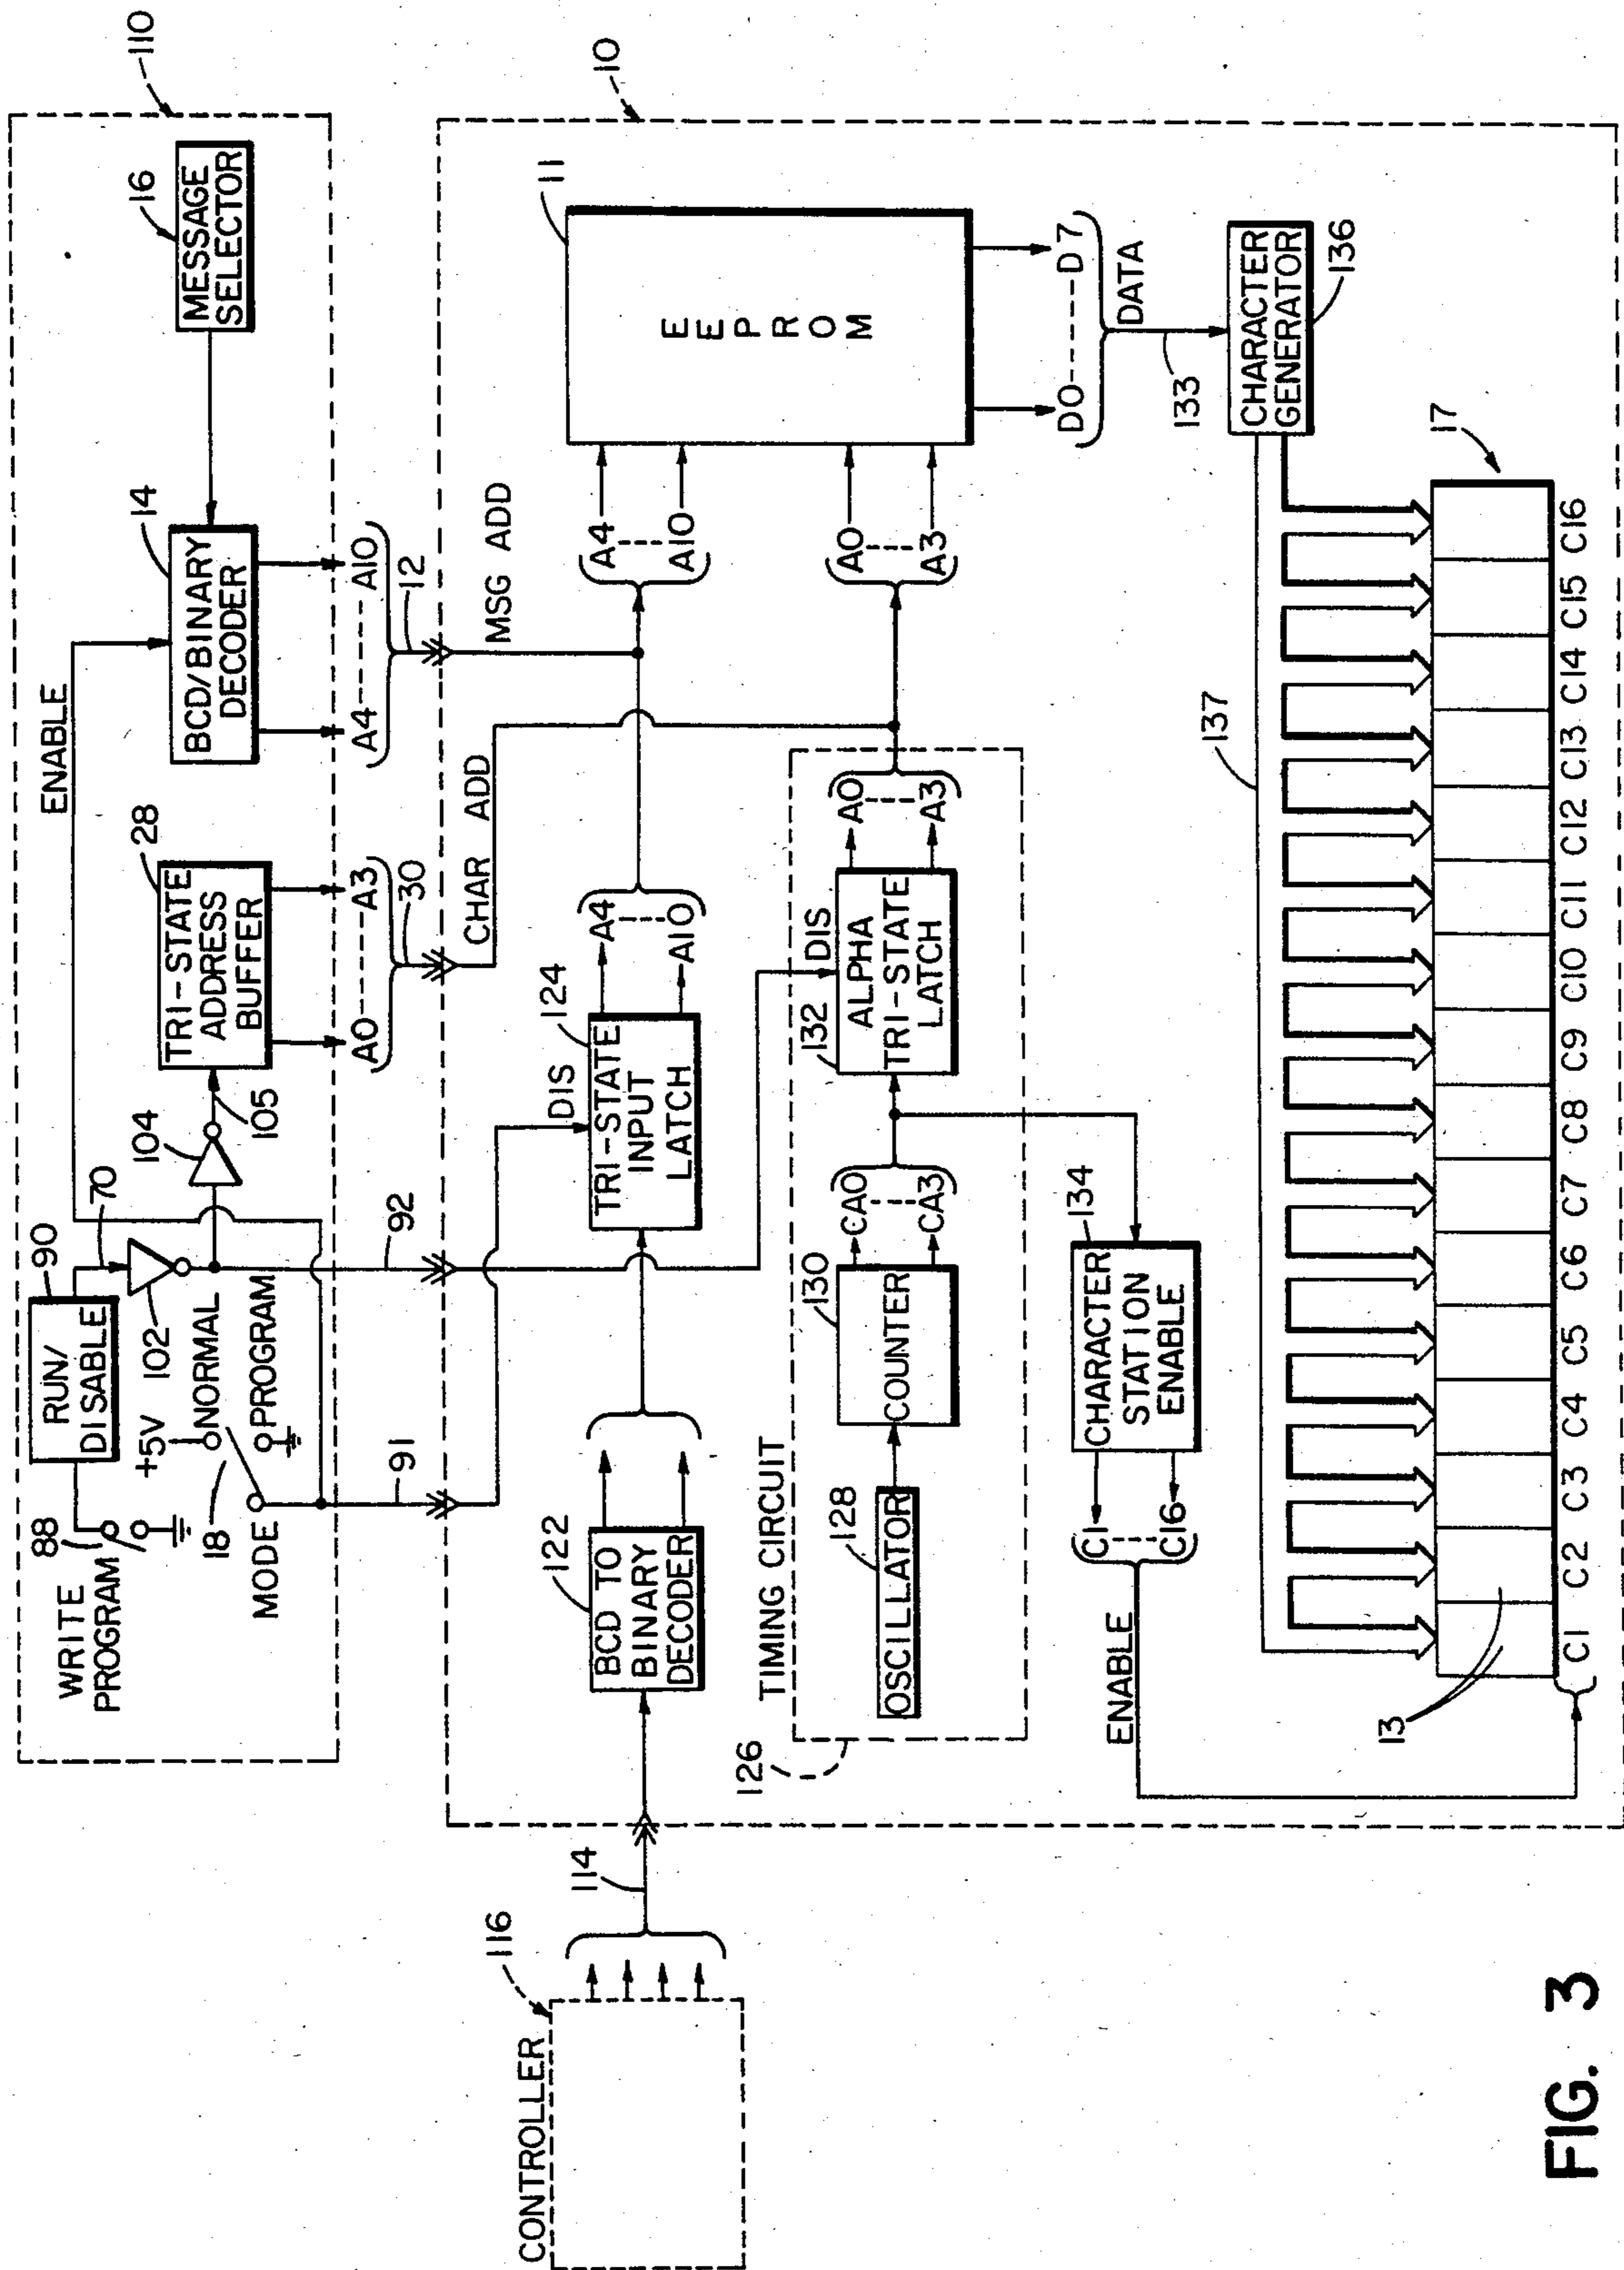 110
WRITE
PROGRAM
88
RUN/
DISABLE
90
70
102
104
105
+5V
NORMAL
PROGRAM
18
MODE
ENABLE
TRI-STATE
ADDRESS
BUFFER
28
BCD/BINARY
DECODER
14
MESSAGE
SELECTOR
16
A0-----A3
A4-----A10
91
92
30
12
CHAR ADD
MSG ADD
10
CONTROLLER
116
114
BCD TO
BINARY
DECODER
122
DIS
TRI-STATE
INPUT
LATCH
124
A4
A10
A4
A10
A0
A3
EEPROM
11
TIMING CIRCUIT
126
OSCILLATOR
128
COUNTER
130
CA0
CA3
DIS
ALPHA
TRI-STATE
LATCH
132
A0
A3
D0-----D7
DATA
133
ENABLE
C1
C16
CHARACTER
STATION
ENABLE
134
CHARACTER
GENERATOR
136
137
17
13
C1 C2 C3 C4 C5 C6 C7 C8 C9 C10 C11 C12 C13 C14 C15 C16
FIG. 3